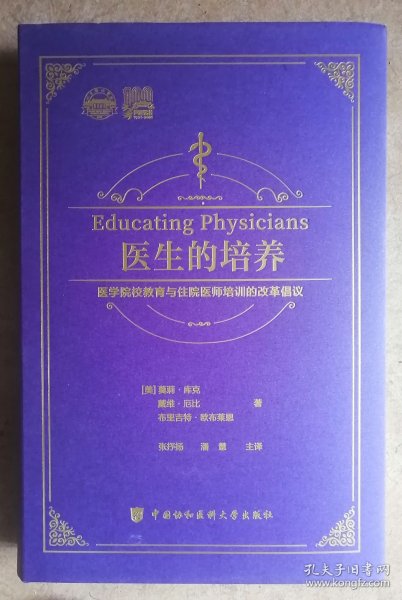 Educating Physicians
医生的培养
医学院校教育与住院医师培训的改革倡议
[美] 莫莉·库克
戴维·厄比 著
布里吉特·欧布莱恩
张抒扬 潘慧 主译
中国协和医科大学出版社
孔夫子旧书网
www.kongfz.com